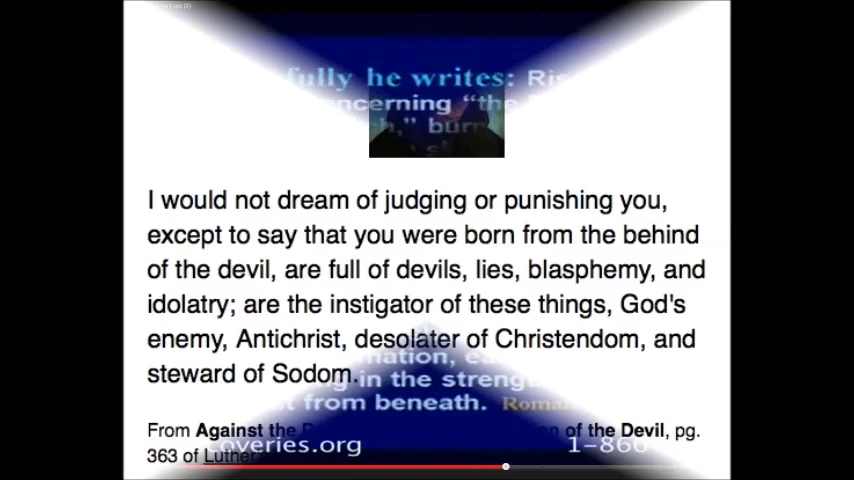 fully he writes: Ris
ncerning "the
h," burn
I would not dream of judging or punishing you,
except to say that you were born from the behind
of the devil, are full of devils, lies, blasphemy, and
idolatry; are the instigator of these things, God's
enemy, Antichrist, desolater of Christendom, and
steward of Sodom.
mation, ea
g in the streng
t from beneath. Roma
From Against the of the Devil, pg.
overies.org 1-866
363 of Luther